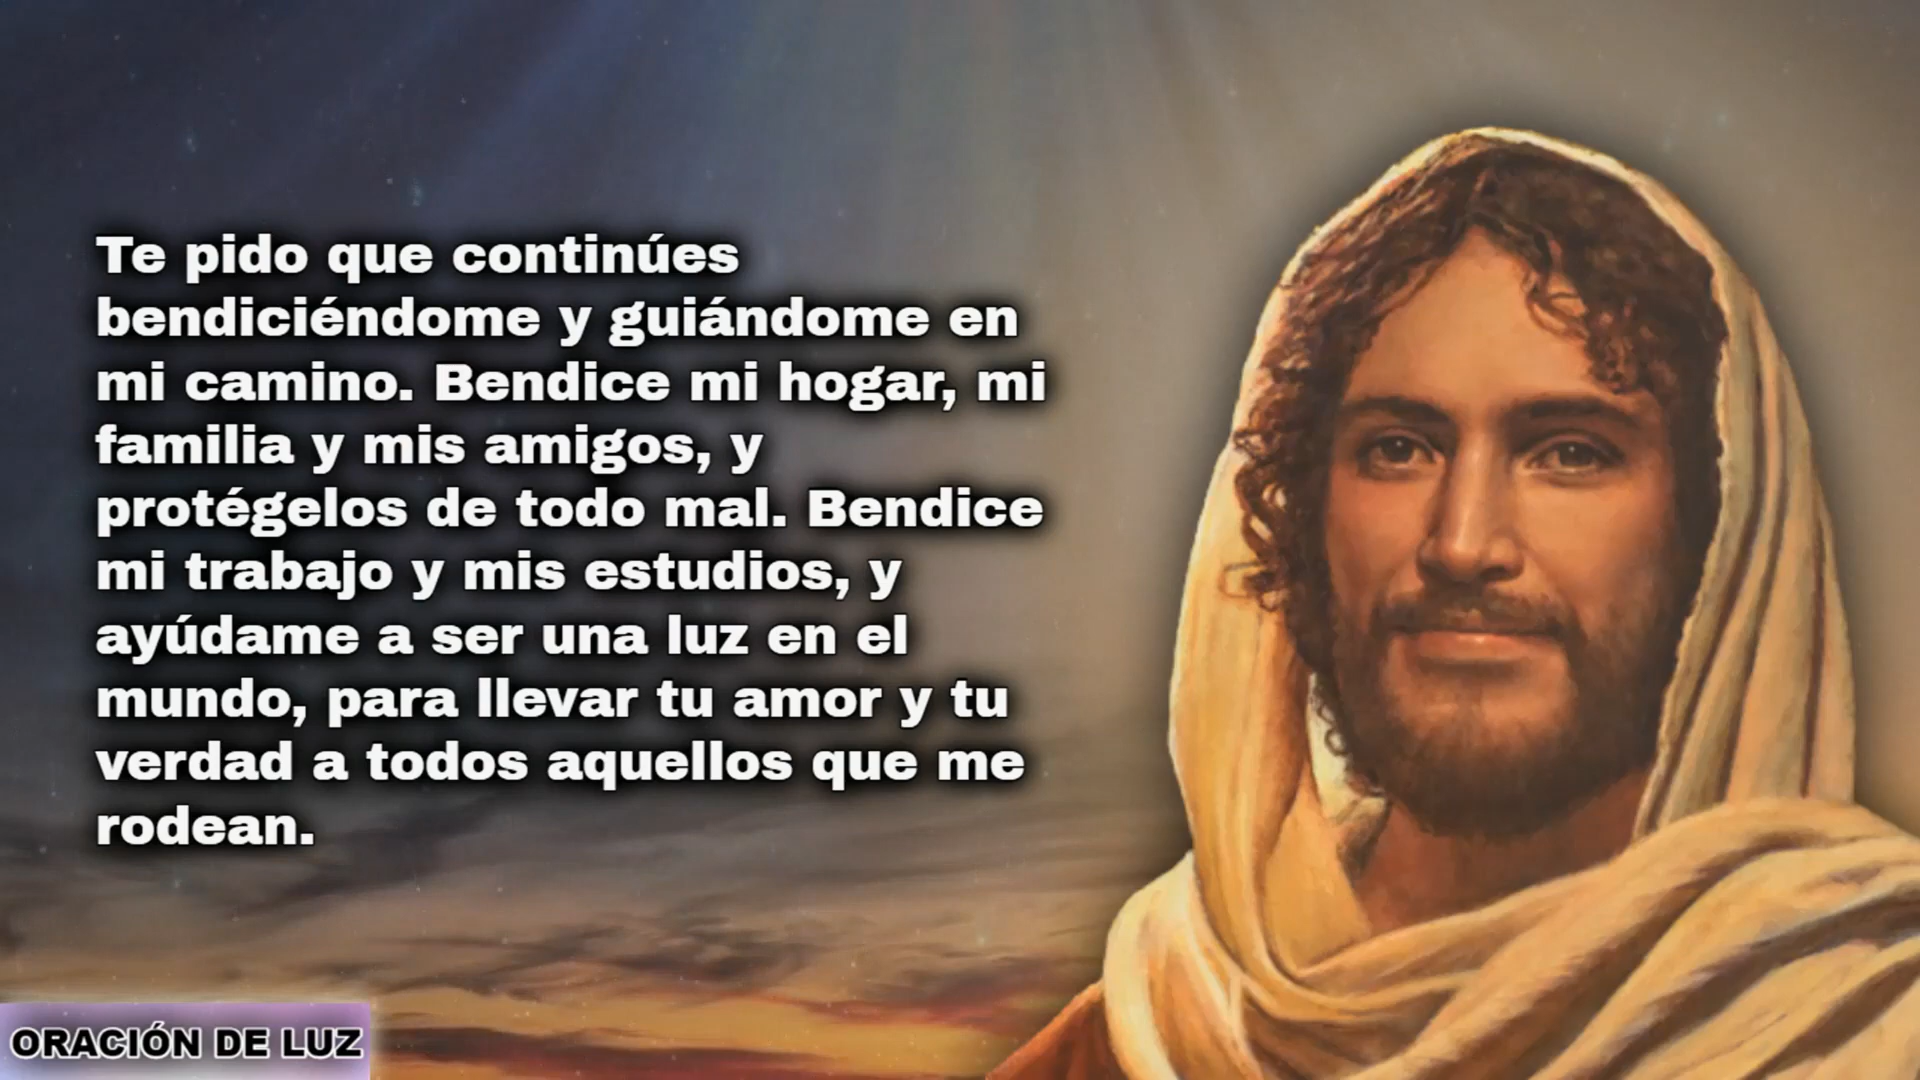 Te pido que continúes
bendiciéndome y guiándome en
mi camino. Bendice mi hogar, mi
familia y mis amigos, y
protégelos de todo mal. Bendice
mi trabajo y mis estudios, y
ayúdame a ser una luz en el
mundo, para llevar tu amor y tu
verdad a todos aquellos que me
rodean.
ORACIÓN DE LUZ